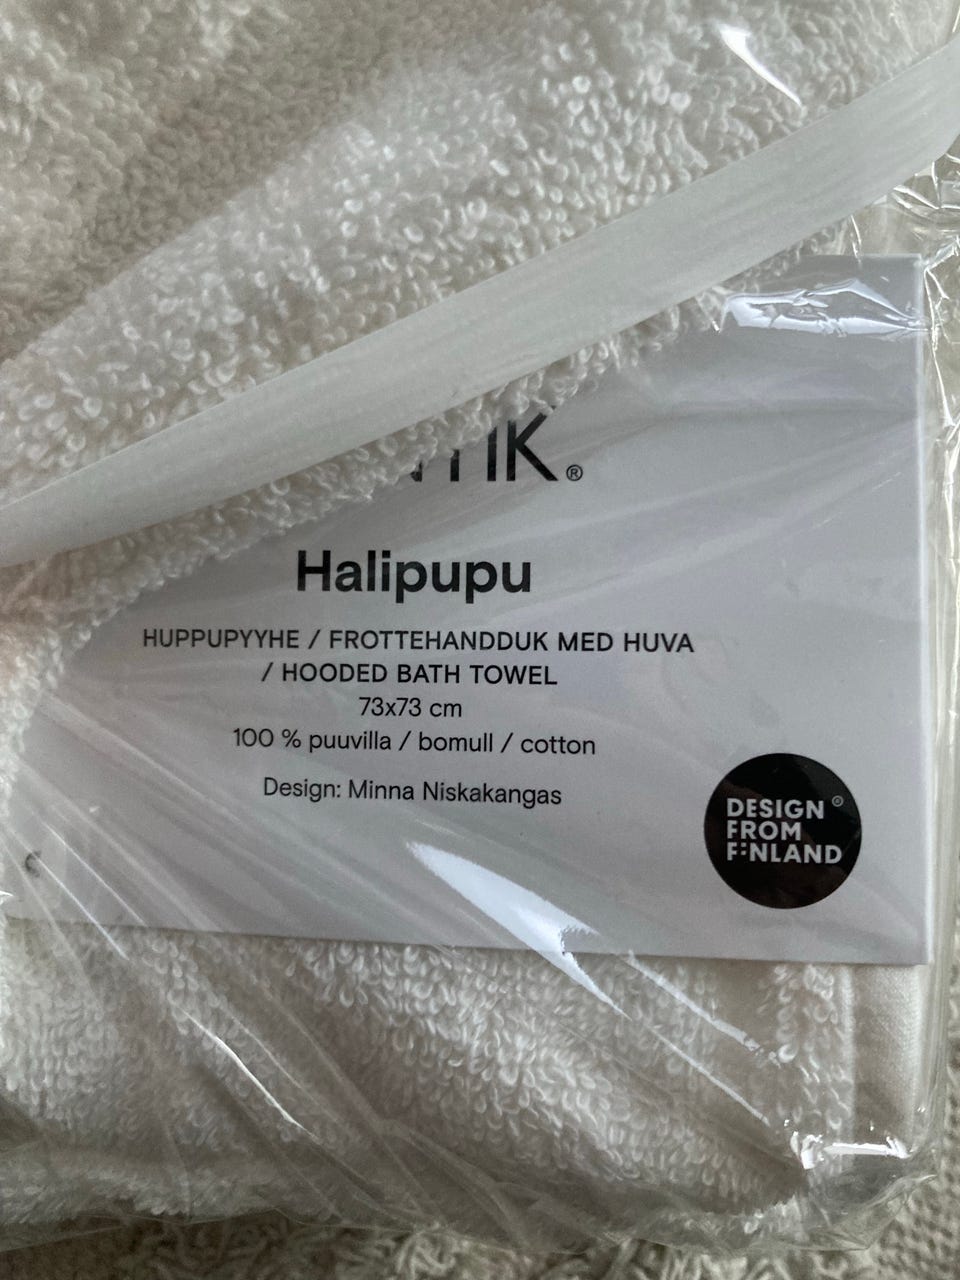 Halipupu
HUPPUPYYHE / FROTTEHANDDUK MED HUVA
/ HOODED BATH TOWEL
73x73 cm
100 % puuvilla / bomull / cotton
Design: Minna Niskakangas
DESIGN ®
FROM
FINLAND